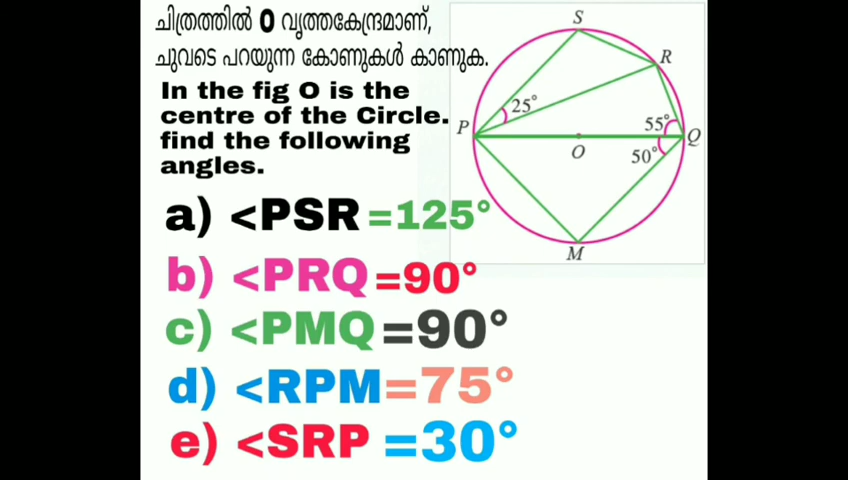 ചിത്രത്തിൽ O വൃത്തകേന്ദ്രമാണ്,
ചുവടെ പറയുന്ന കോണുകൾ കാണുക.
In the fig O is the
centre of the Circle.
find the following
angles.
a) <PSR =125°
b) <PRQ =90°
c) <PMQ =90°
d) <RPM =75°
e) <SRP =30°
S
R
25°
P
55°
Q
O
50°
M